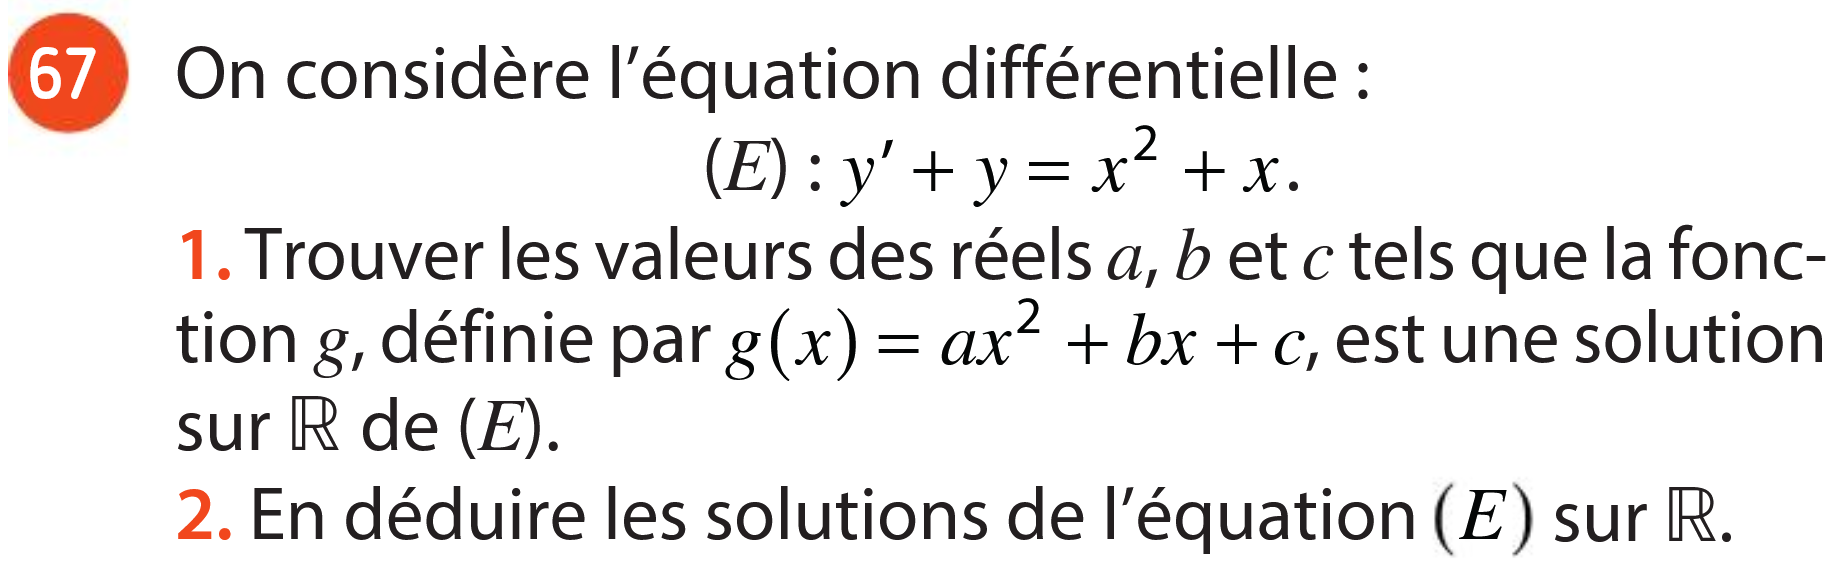 67 On considère l’équation différentielle :
(E) : y′ + y = x² + x.
1. Trouver les valeurs des réels a, b et c tels que la fonc-
tion g, définie par g(x) = ax² + bx + c, est une solution
sur ℝ de (E).
2. En déduire les solutions de l’équation (E) sur ℝ.